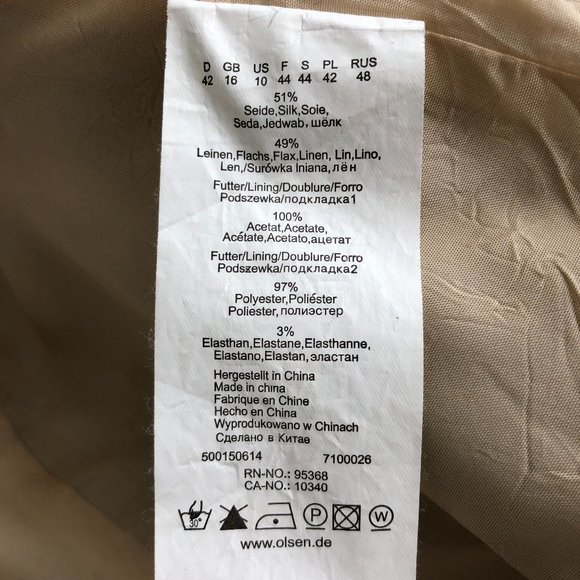 D GB US F S PL RUS
42 16 10 44 44 42 48
51%
Seide,Silk,Soie,
Seda,Jedwab,шёлк
49%
Leinen,Flachs,Flax,Linen, Lin,Lino,
Len,/Surówka lniana,лён
Futter/Lining/Doublure/Forro
Podszewka/подкладка1
100%
Acetat,Acetate,
Acétate,Acetato,ацетат
Futter/Lining/Doublure/Forro
Podszewka/подкладка2
97%
Polyester,Poliéster
Poliester,полиэстер
3%
Elasthan,Elastane,Elasthanne,
Elastano,Elastan,эластан
Hergestellt in China
Made in china
Fabrique en Chine
Hecho en China
Wyprodukowano w Chinach
Сделано в Китае
500150614 7100026
RN-NO.: 95368
CA-NO.: 10340
30° P W
www.olsen.de